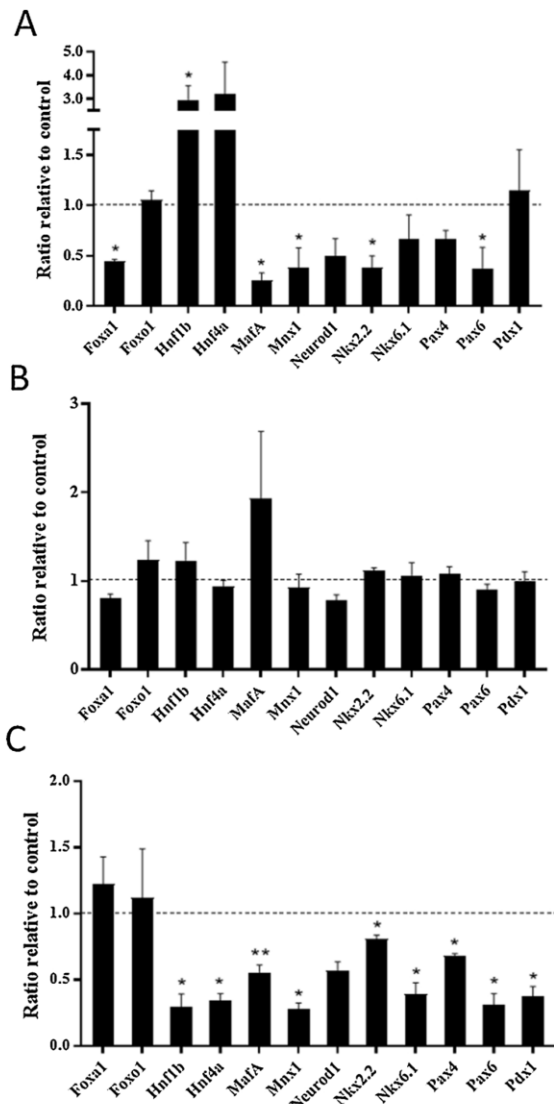 A
Ratio relative to control
5.0
4.0
3.0
1.5
1.0
0.5
0.0
*
*
*
*
*
*
Foxa1
Foxo1
Hnf1b
Hnf4a
MafA
Mnx1
Neurod1
Nkx2.2
Nkx6.1
Pax4
Pax6
Pdx1
B
Ratio relative to control
3
2
1
0
Foxa1
Foxo1
Hnf1b
Hnf4a
MafA
Mnx1
Neurod1
Nkx2.2
Nkx6.1
Pax4
Pax6
Pdx1
C
Ratio relative to control
2.0
1.5
1.0
0.5
0.0
*
*
**
*
*
*
*
*
*
Foxa1
Foxo1
Hnf1b
Hnf4a
MafA
Mnx1
Neurod1
Nkx2.2
Nkx6.1
Pax4
Pax6
Pdx1